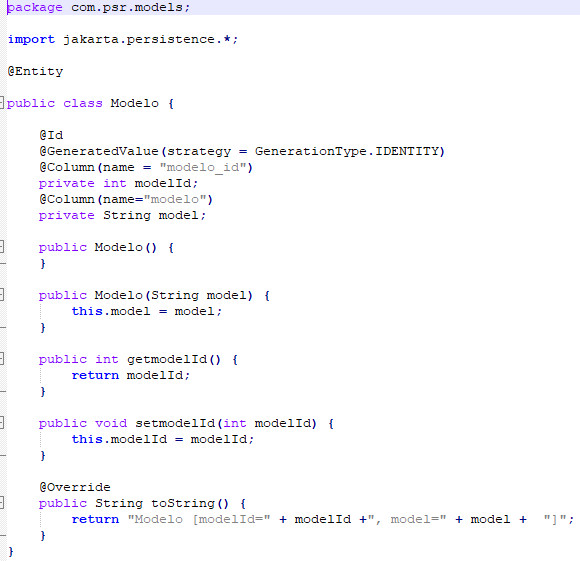 package com.psr.models;
import jakarta.persistence.*;
@Entity
public class Modelo {
@Id
@GeneratedValue(strategy = GenerationType.IDENTITY)
@Column(name = "modelo_id")
private int modelId;
@Column(name="modelo")
private String model;
public Modelo() {
}
public Modelo(String model) {
this.model = model;
}
public int getmodelId() {
return modelId;
}
public void setmodelId(int modelId) {
this.modelId = modelId;
}
@Override
public String toString() {
return "Modelo [modelId=" + modelId +", model=" + model +  "]";
}
}